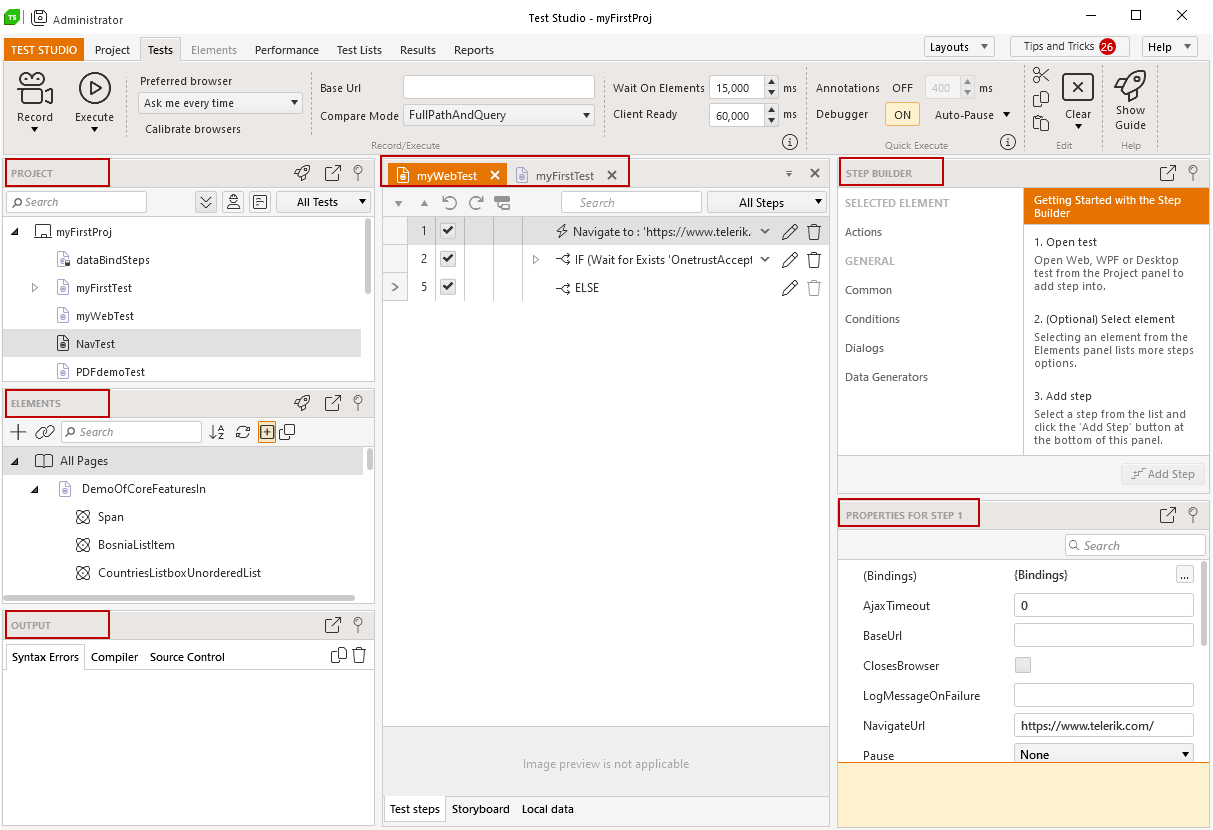 TS
Administrator
Test Studio - myFirstProj
TEST STUDIO
Project
Tests
Elements
Performance
Test Lists
Results
Reports
Layouts
Tips and Tricks 26
Help
Record
Execute
Preferred browser
Ask me every time
Calibrate browsers
Base Url
Compare Mode FullPathAndQuery
Record/Execute
Wait On Elements 15,000 ms
Client Ready 60,000 ms
Annotations OFF 400 ms
Debugger ON Auto-Pause
Quick Execute
Clear
Edit
Show
Guide
Help
PROJECT
Search
All Tests
myFirstProj
dataBindSteps
myFirstTest
myWebTest
NavTest
PDFdemoTest
ELEMENTS
Search
All Pages
DemoOfCoreFeaturesIn
Span
BosniaListItem
CountriesListboxUnorderedList
OUTPUT
Syntax Errors
Compiler
Source Control
myWebTest
myFirstTest
Search
All Steps
1 Navigate to : 'https://www.telerik.
2 IF (Wait for Exists 'OnetrustAccept
5 ELSE
Image preview is not applicable
Test steps
Storyboard
Local data
STEP BUILDER
SELECTED ELEMENT
Actions
GENERAL
Common
Conditions
Dialogs
Data Generators
Getting Started with the Step
Builder
1. Open test
Open Web, WPF or Desktop
test from the Project panel to
add step into.
2. (Optional) Select element
Selecting an element from the
Elements panel lists more steps
options.
3. Add step
Select a step from the list and
click the 'Add Step' button at
the bottom of this panel.
Add Step
PROPERTIES FOR STEP 1
Search
(Bindings) {Bindings} ...
AjaxTimeout 0
BaseUrl
ClosesBrowser
LogMessageOnFailure
NavigateUrl https://www.telerik.com/
Pause None